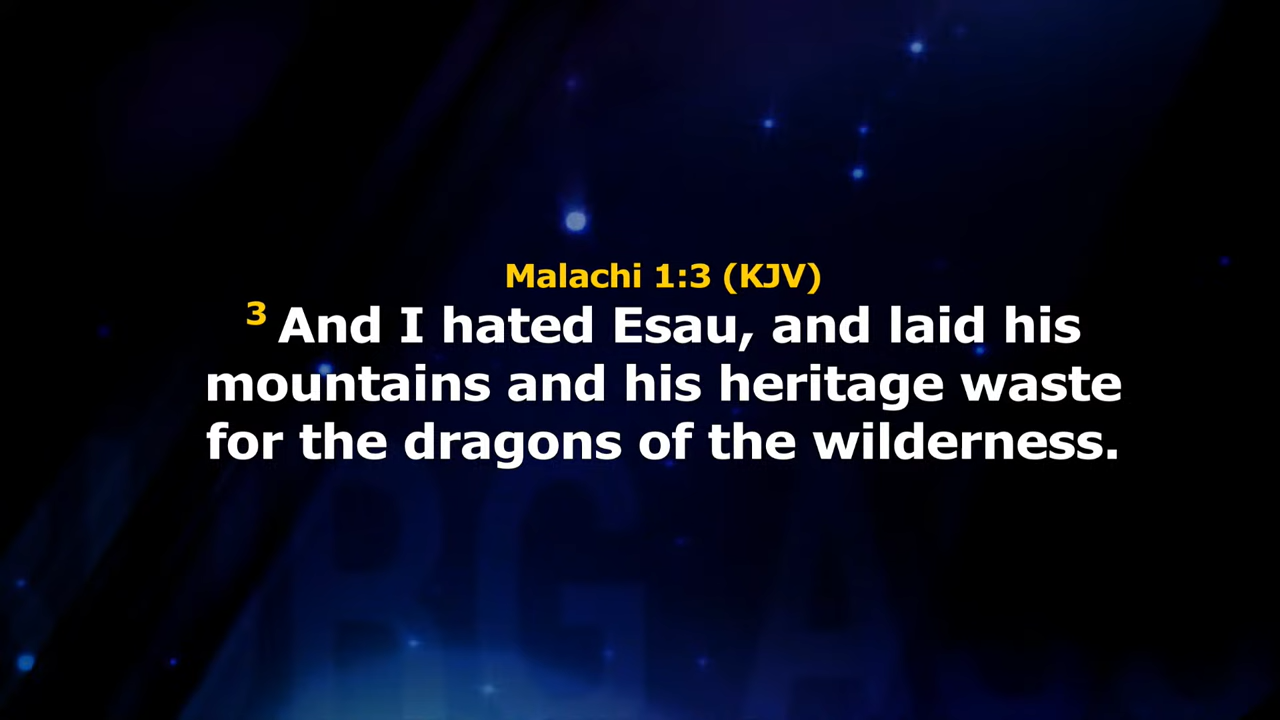 Malachi 1:3 (KJV)
3 And I hated Esau, and laid his
mountains and his heritage waste
for the dragons of the wilderness.